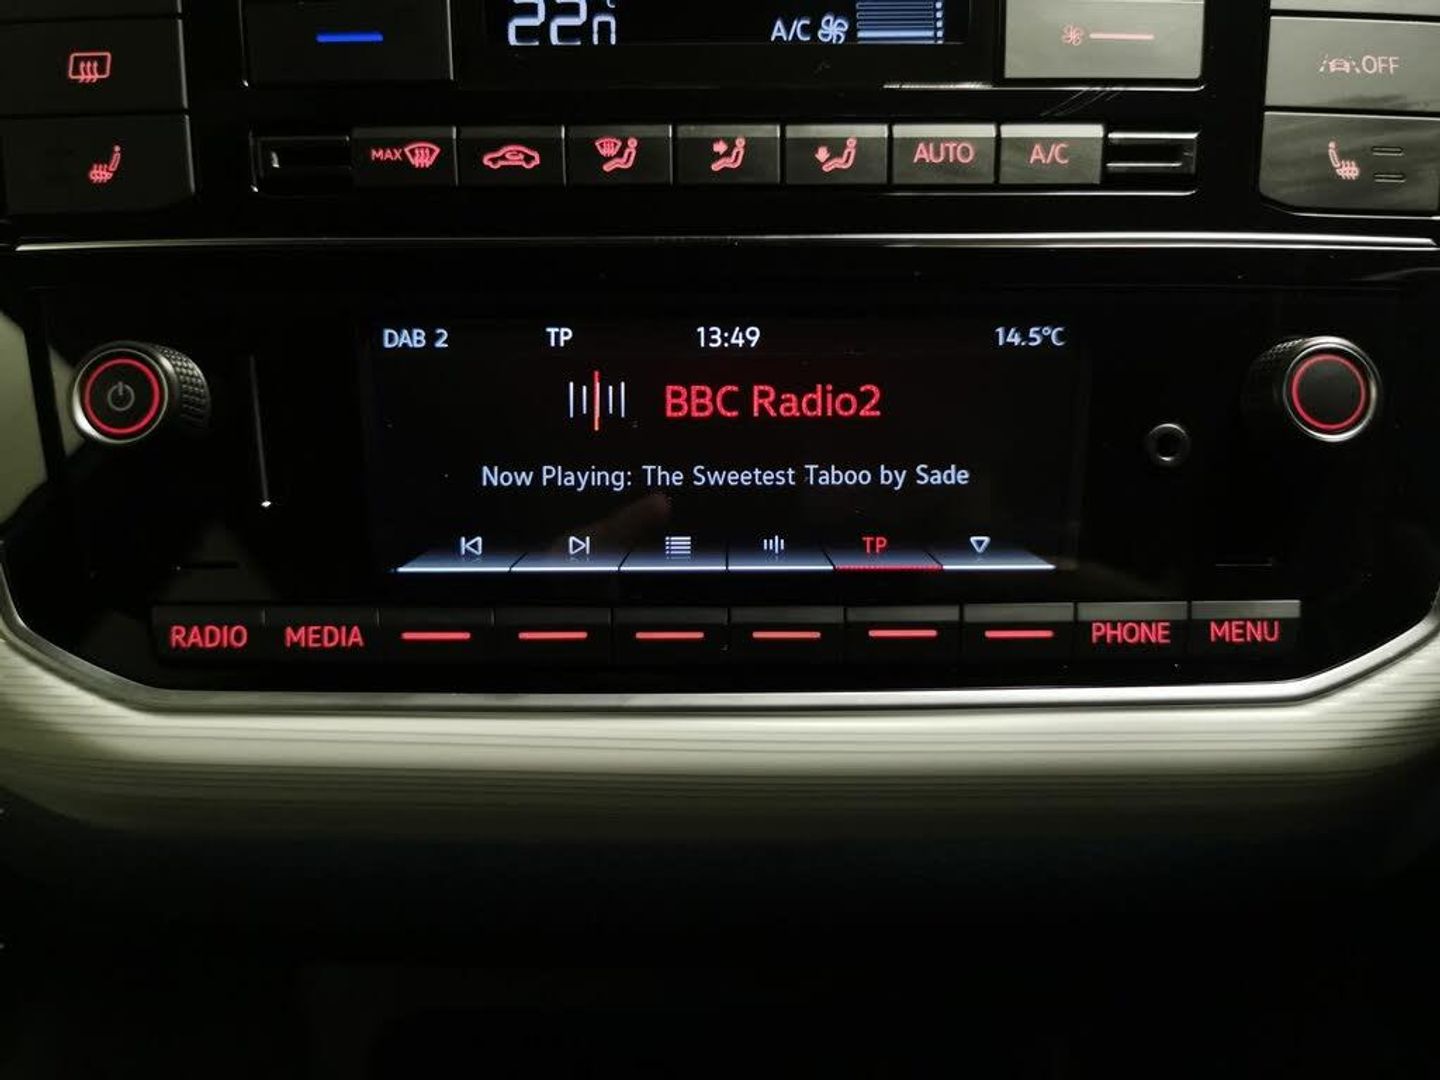 22.0°C
A/C
OFF
MAX
AUTO
A/C
DAB 2
TP
13:49
14.5°C
BBC Radio2
Now Playing: The Sweetest Taboo by Sade
TP
RADIO
MEDIA
PHONE
MENU